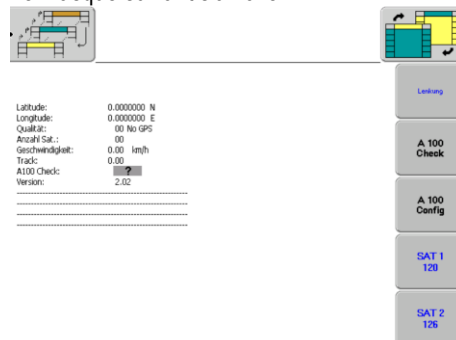 Latitude: 0.0000000 N
Longitude: 0.0000000 E
Qualität: 00 No GPS
Anzahl Sat.: 00
Geschwindigkeit: 0.00 km/h
Track: 0.00
A100 Check: ?
Version: 2.02
Lenkung
A 100
Check
A 100
Config
SAT 1
120
SAT 2
126